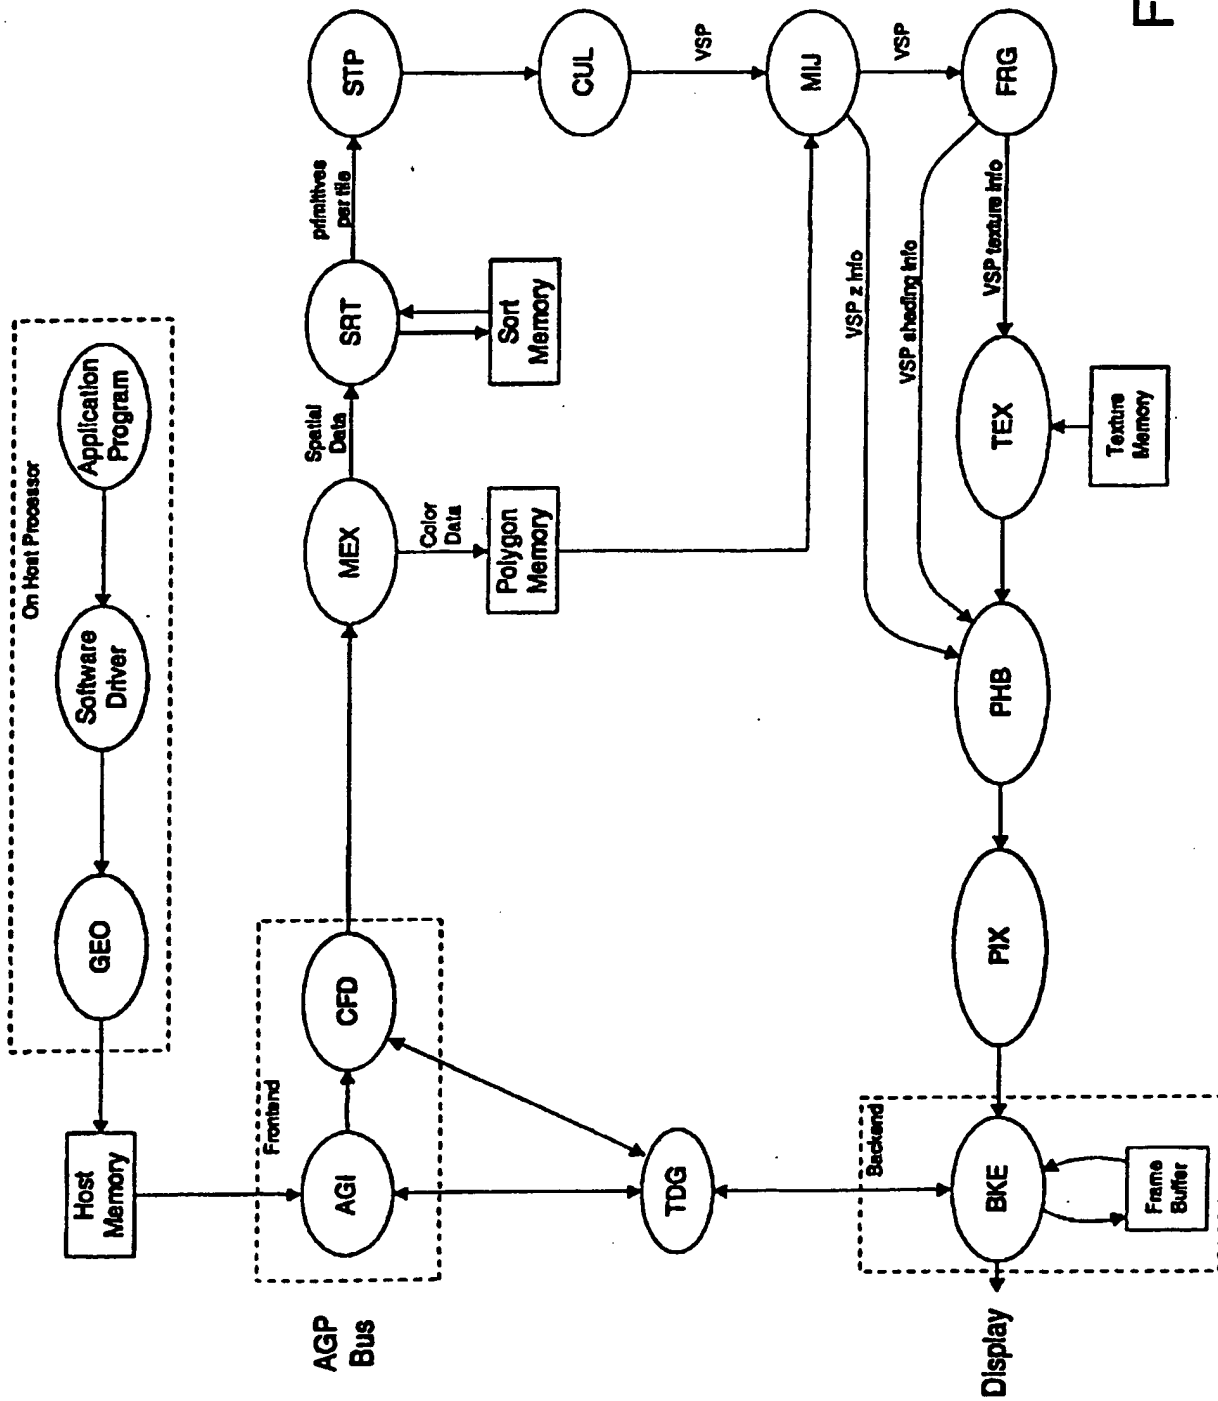 On Host Processor
Application
Program
Software
Driver
GEO
Host
Memory
AGP
Bus
Frontend
AGI
CFD
MEX
Spatial
Data
Color
Data
Polygon
Memory
SRT
Sort
Memory
primitives
per tile
STP
CUL
VSP
MIJ
VSP
FRG
VSP z info
VSP shading info
VSP texture info
TEX
Texture
Memory
PHB
PIX
TDG
Backend
BKE
Frame
Buffer
Display
F